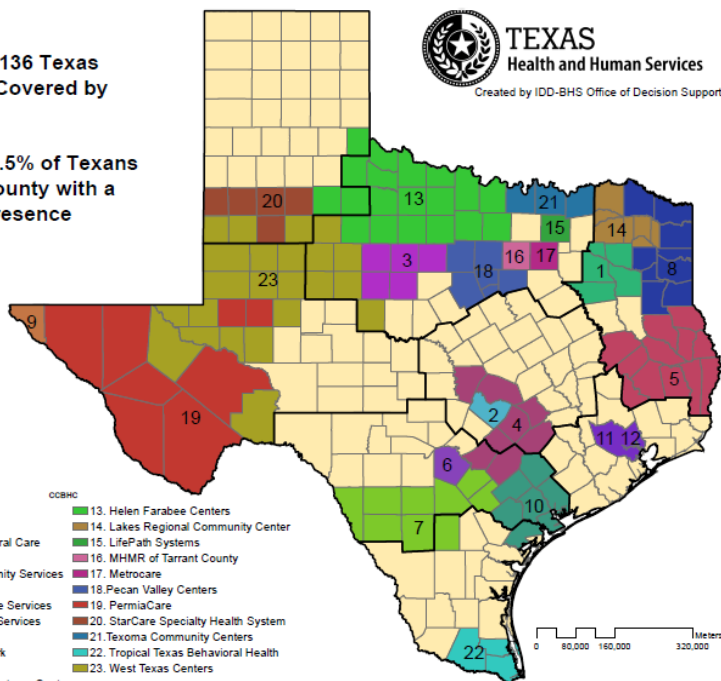 136 Texas
Covered by
.5% of Texans
ounty with a
resence
TEXAS
Health and Human Services
Created by IDD-BHS Office of Decision Support
20
13
21
15
14
3
18
16
17
1
8
23
9
19
2
4
5
11
12
6
10
7
22
CCBHC
13. Helen Farabee Centers
14. Lakes Regional Community Center
ral Care
15. LifePath Systems
16. MHMR of Tarrant County
nity Services
17. Metrocare
18.Pecan Valley Centers
e Services
19. PermiaCare
Services
20. StarCare Specialty Health System
21.Texoma Community Centers
rk
22. Tropical Texas Behavioral Health
23. West Texas Centers
0
80,000
160,000
320,000
Meters